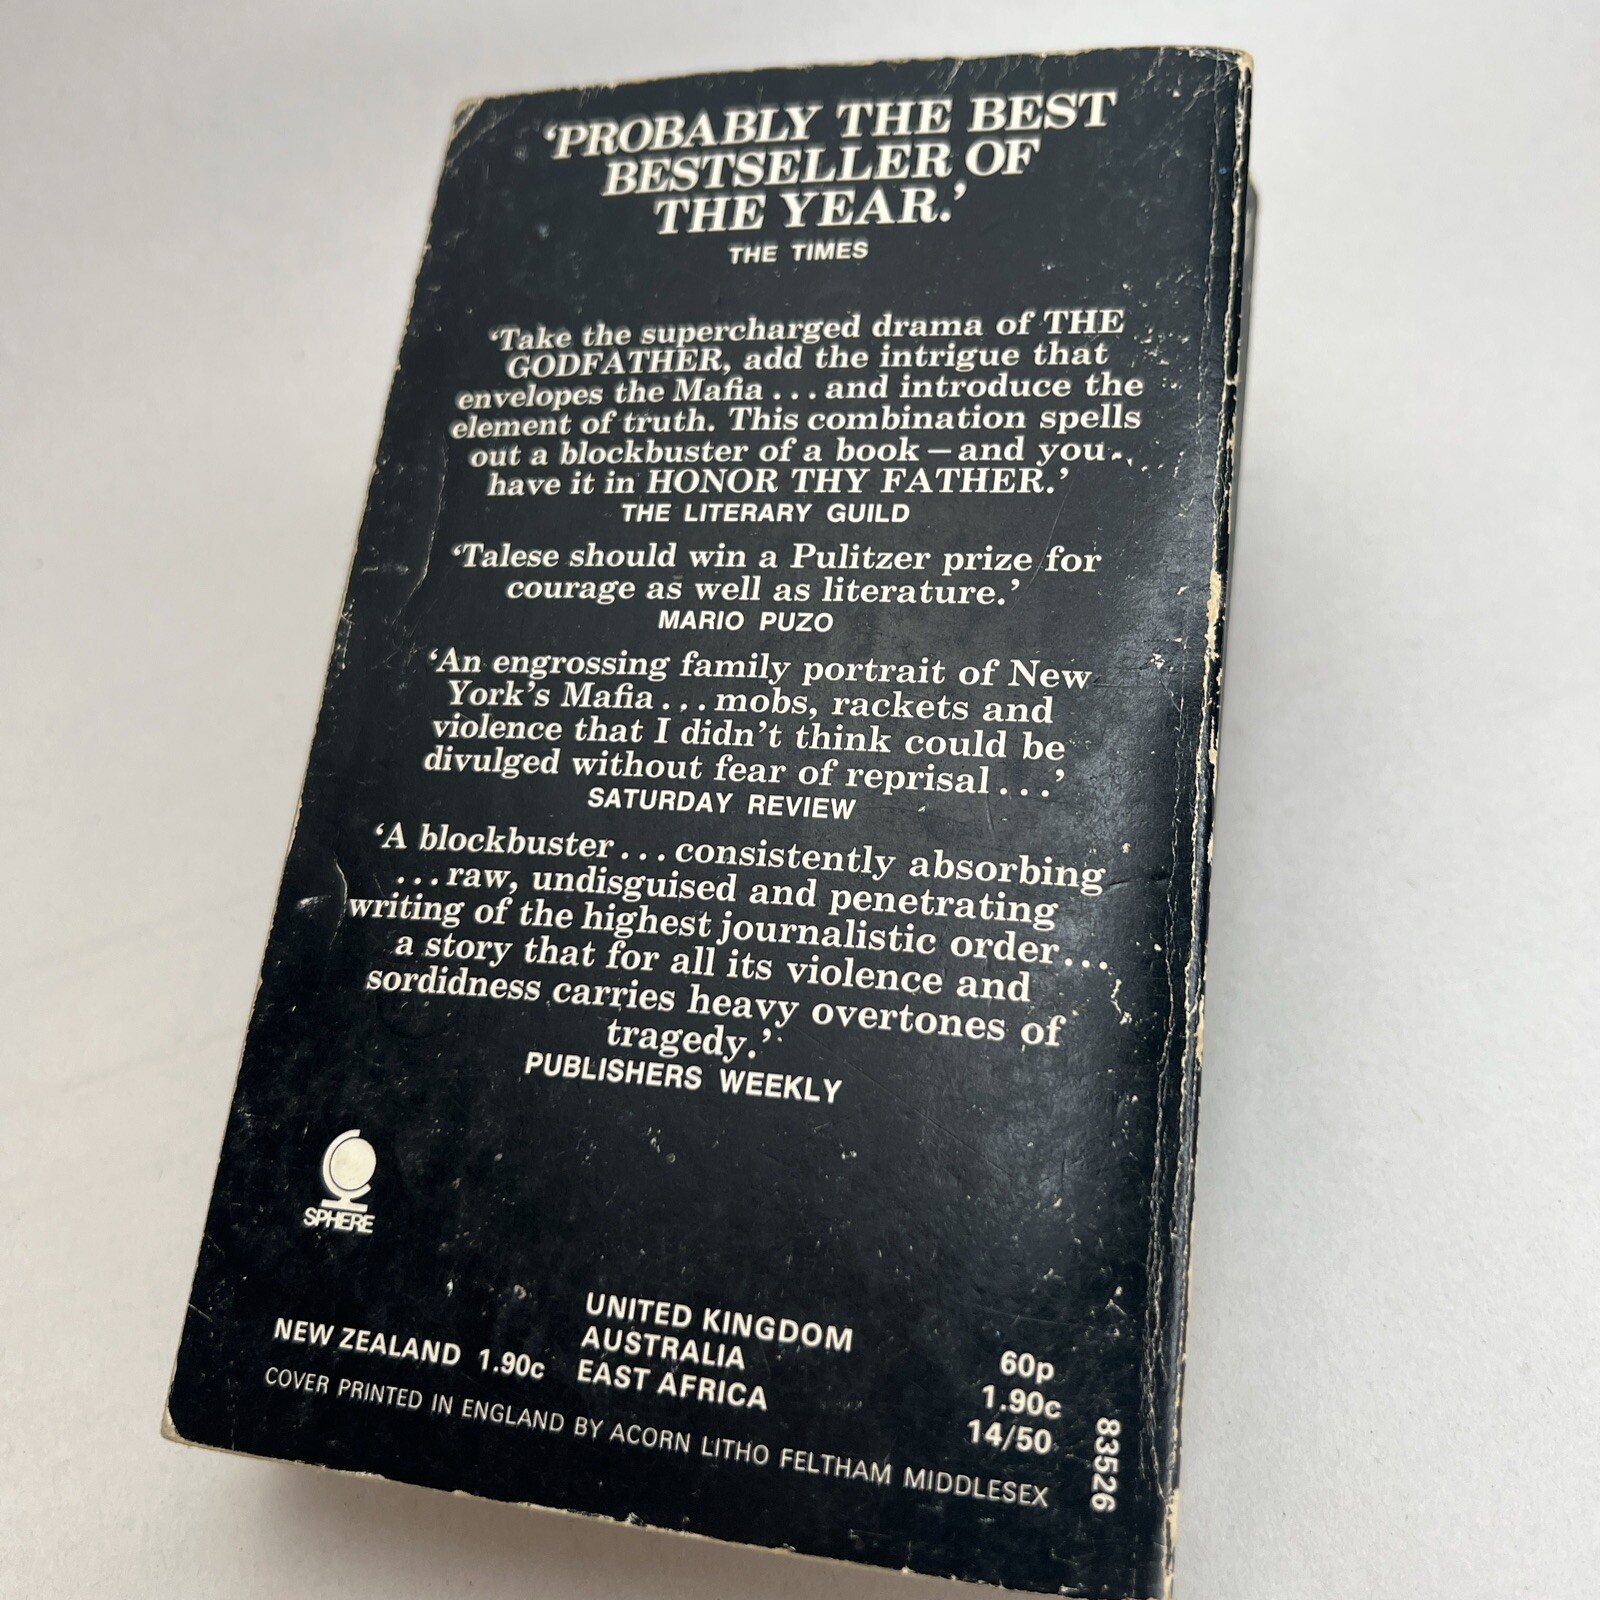 ‘PROBABLY THE BEST
BESTSELLER OF
THE YEAR.’
THE TIMES
‘Take the supercharged drama of THE
GODFATHER, add the intrigue that
envelopes the Mafia ... and introduce the
element of truth. This combination spells
out a blockbuster of a book – and you
have it in HONOR THY FATHER.’
THE LITERARY GUILD
‘Talese should win a Pulitzer prize for
courage as well as literature.’
MARIO PUZO
‘An engrossing family portrait of New
York’s Mafia ... mobs, rackets and
violence that I didn’t think could be
divulged without fear of reprisal ...’
SATURDAY REVIEW
‘A blockbuster ... consistently absorbing
... raw, undisguised and penetrating
writing of the highest journalistic order ...
a story that for all its violence and
sordidness carries heavy overtones of
tragedy.’
PUBLISHERS WEEKLY
SPHERE
UNITED KINGDOM 60p
AUSTRALIA 1.90c
NEW ZEALAND 1.90c EAST AFRICA 14/50
COVER PRINTED IN ENGLAND BY ACORN LITHO FELTHAM MIDDLESEX
83526